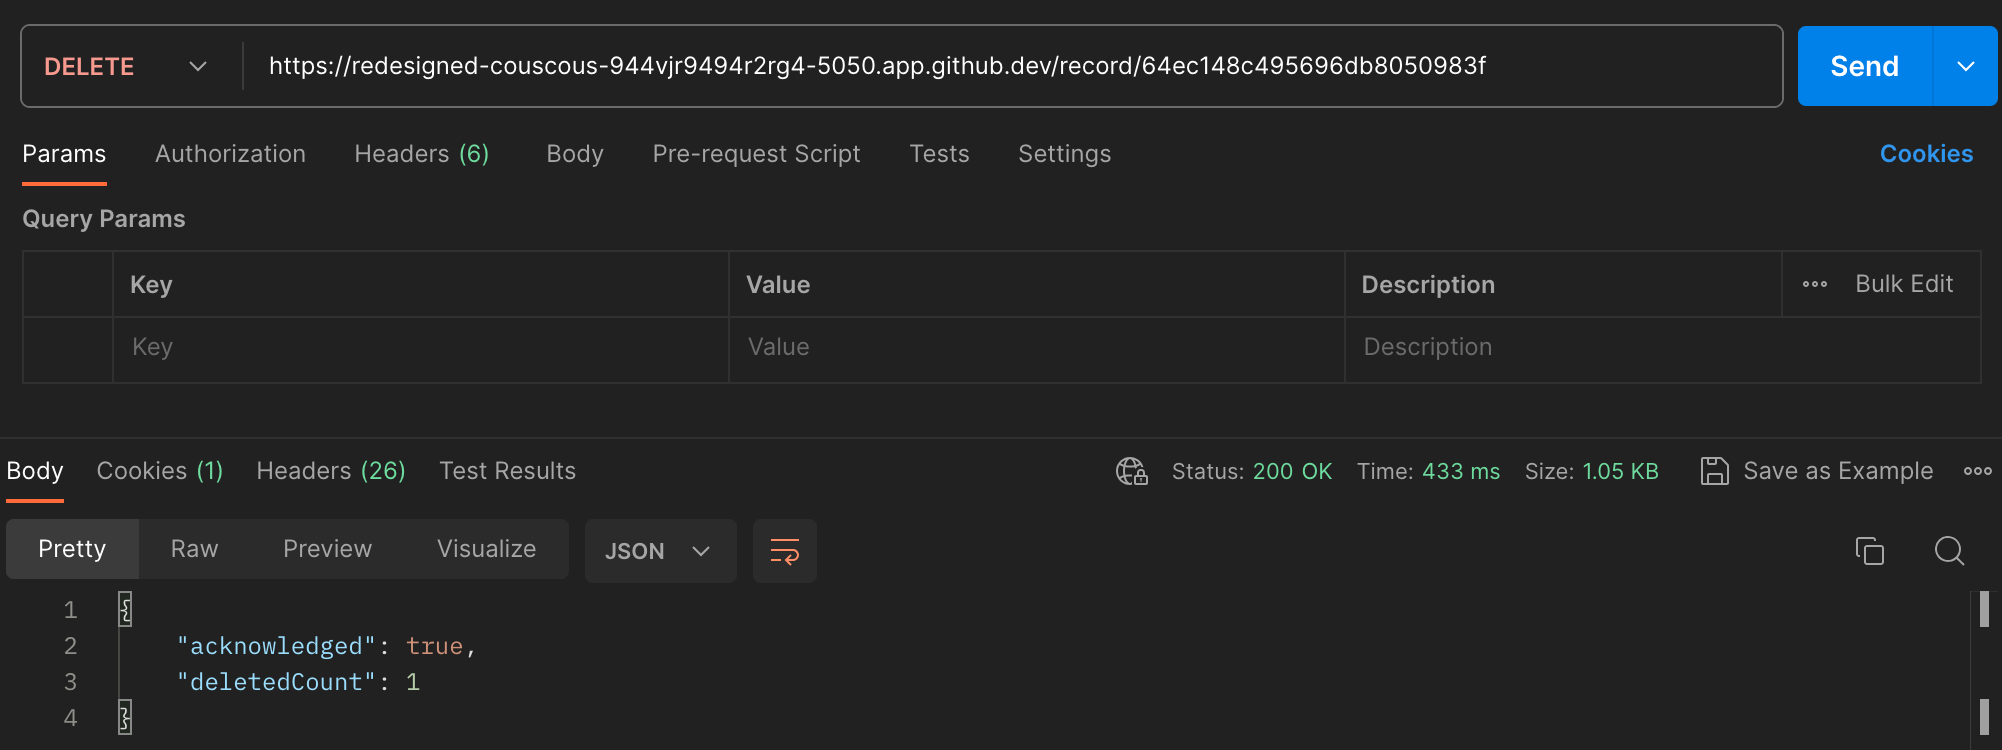 DELETE https://redesigned-couscous-944vjr9494r2rg4-5050.app.github.dev/record/64ec148c495696db8050983f Send
Params Authorization Headers (6) Body Pre-request Script Tests Settings Cookies
Query Params
Key Value Description Bulk Edit
Key Value Description
Body Cookies (1) Headers (26) Test Results Status: 200 OK Time: 433 ms Size: 1.05 KB Save as Example
Pretty Raw Preview Visualize JSON
1 {
2 "acknowledged": true,
3 "deletedCount": 1
4 }